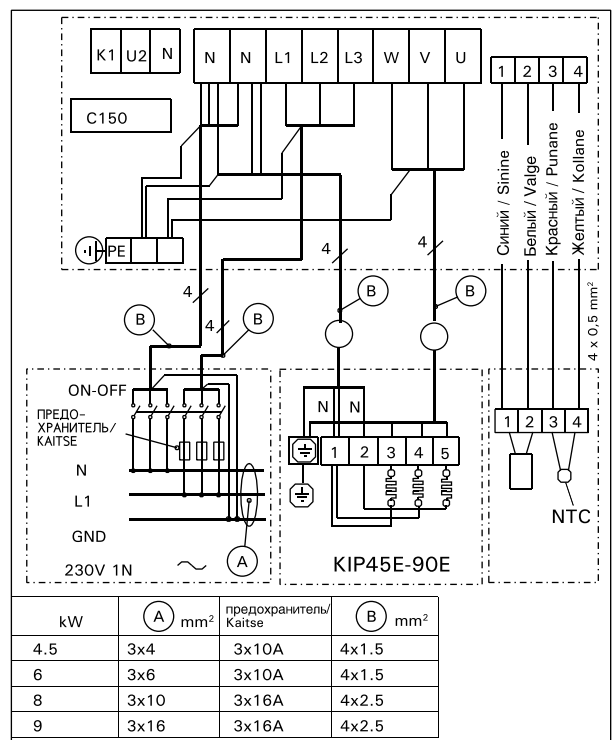 K1 U2 N
N N L1 L2 L3 W V U
1 2 3 4
C150
Синий / Sinine
Белый / Valge
Красный / Punane
Желтый / Kollane
PE
4 4
4 B B
B 4 B
4 x 0,5 mm²
ON-OFF
ПРЕДО-
ХРАНИТЕЛЬ/
KAITSE
N
L1
GND
230V 1N
A
N N
1 2 3 4 5
KIP45E-90E
1 2 3 4
NTC
kW A mm² предохранитель/ B mm²
Kaitse
4.5 3x4 3x10A 4x1.5
6 3x6 3x10A 4x1.5
8 3x10 3x16A 4x2.5
9 3x16 3x16A 4x2.5